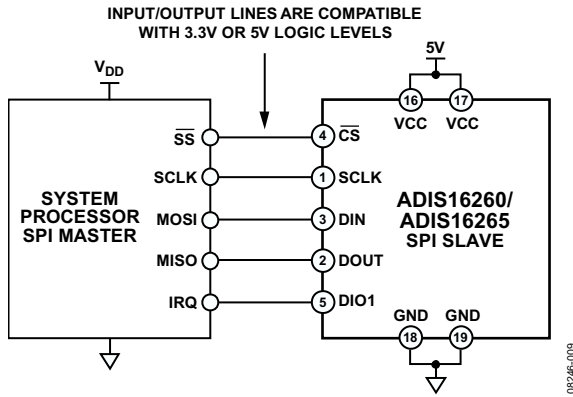 INPUT/OUTPUT LINES ARE COMPATIBLE
WITH 3.3V OR 5V LOGIC LEVELS
VDD
5V
16
17
VCC
VCC
SS
4
CS
SCLK
1
SCLK
SYSTEM
PROCESSOR
SPI MASTER
MOSI
3
DIN
ADIS16260/
ADIS16265
SPI SLAVE
MISO
2
DOUT
IRQ
5
DIO1
GND
GND
18
19
08246-009